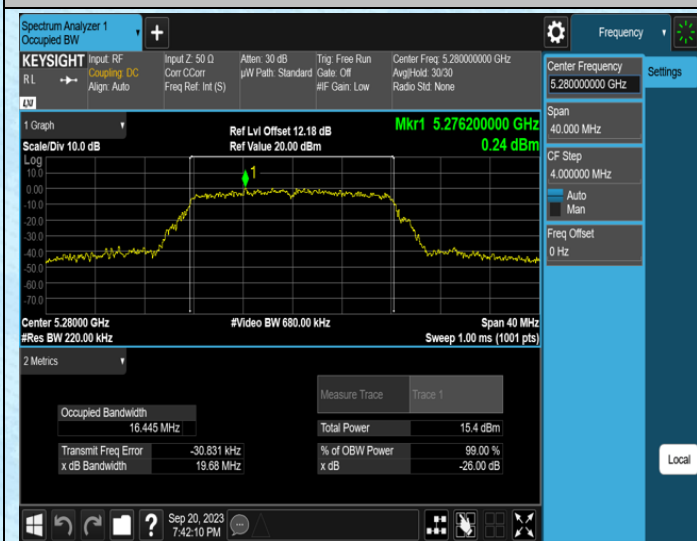 Spectrum Analyzer 1
Occupied BW
Frequency
KEYSIGHT
R L
LXI
Input: RF
Coupling: DC
Align: Auto
Input Z: 50 Ω
Corr CCorr
Freq Ref: Int (S)
Atten: 30 dB
µW Path: Standard
Trig: Free Run
Gate: Off
#IF Gain: Low
Center Freq: 5.280000000 GHz
Avg|Hold: 30/30
Radio Std: None
Center Frequency
5.280000000 GHz
Settings
Span
40.000 MHz
CF Step
4.000000 MHz
Auto
Man
Freq Offset
0 Hz
1 Graph
Scale/Div 10.0 dB
Ref Lvl Offset 12.18 dB
Ref Value 20.00 dBm
Mkr1 5.276200000 GHz
0.24 dBm
Log
10.0
0.00
-10.0
-20.0
-30.0
-40.0
-50.0
-60.0
-70.0
1
Center 5.28000 GHz
#Res BW 220.00 kHz
#Video BW 680.00 kHz
Span 40 MHz
Sweep 1.00 ms (1001 pts)
2 Metrics
Measure Trace Trace 1
Occupied Bandwidth
16.445 MHz
Total Power 15.4 dBm
Transmit Freq Error -30.831 kHz
% of OBW Power 99.00 %
x dB Bandwidth 19.68 MHz
x dB -26.00 dB
Local
Sep 20, 2023
7:42:10 PM